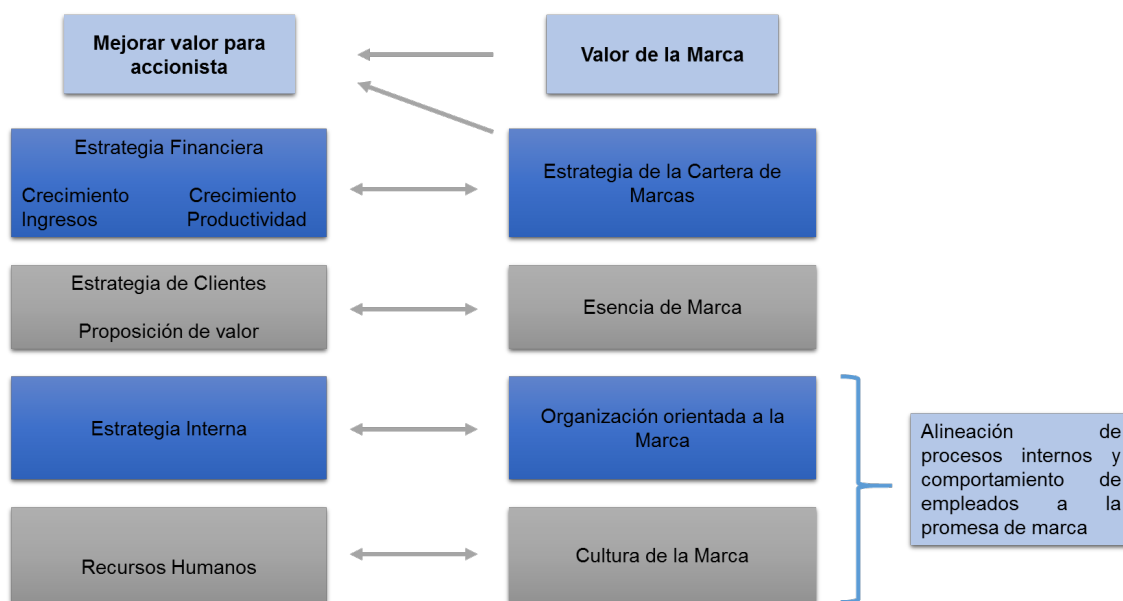 Mejorar valor para
accionista
Valor de la Marca
Estrategia Financiera
Crecimiento Crecimiento
Ingresos Productividad
Estrategia de la Cartera de
Marcas
Estrategia de Clientes
Proposición de valor
Esencia de Marca
Estrategia Interna
Organización orientada a la
Marca
Alineación de
procesos internos y
comportamiento de
empleados a la
promesa de marca
Recursos Humanos
Cultura de la Marca